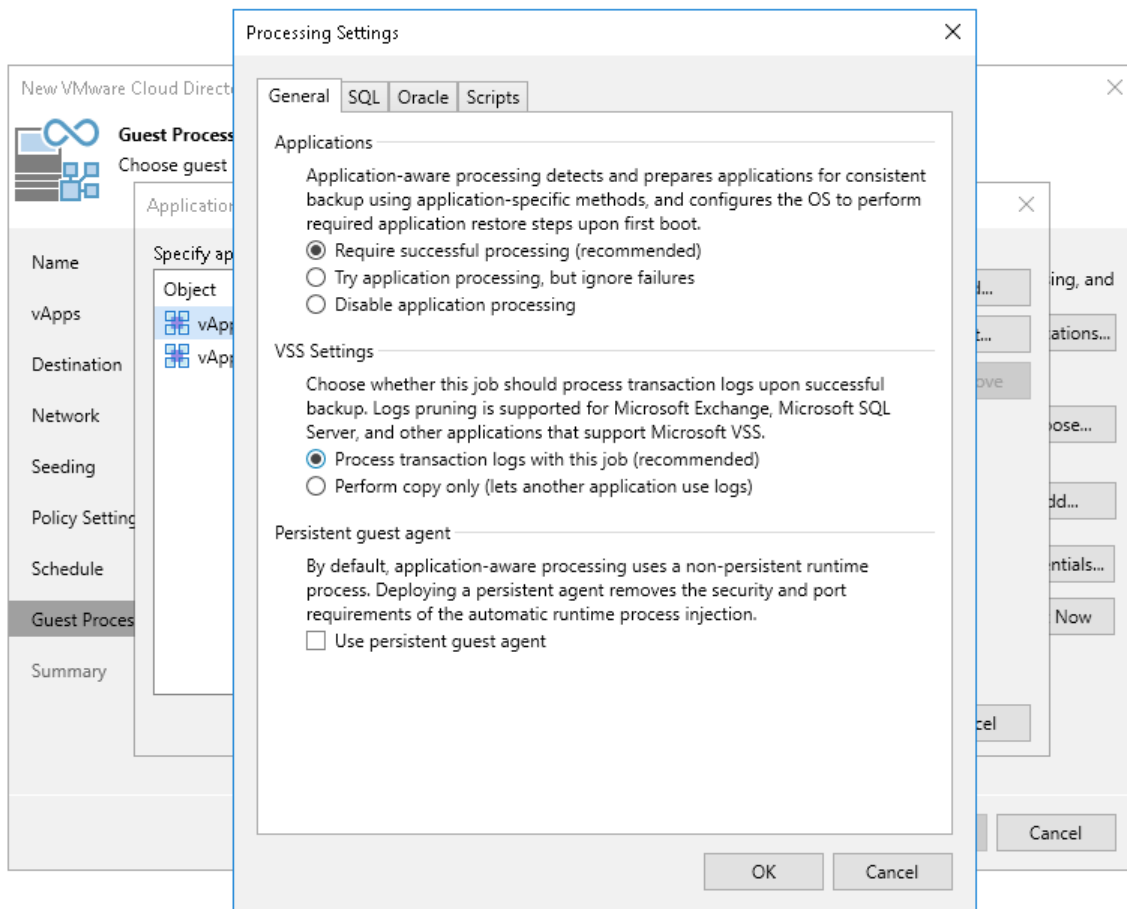 Processing Settings
New VMware Cloud Directo
Guest Process
Choose guest
Application
Name
vApps
Destination
Network
Seeding
Policy Setting
Schedule
Guest Proces
Summary
Specify ap
Object
vApp
vApp
General
SQL
Oracle
Scripts
Applications
Application-aware processing detects and prepares applications for consistent
backup using application-specific methods, and configures the OS to perform
required application restore steps upon first boot.
Require successful processing (recommended)
Try application processing, but ignore failures
Disable application processing
VSS Settings
Choose whether this job should process transaction logs upon successful
backup. Logs pruning is supported for Microsoft Exchange, Microsoft SQL
Server, and other applications that support Microsoft VSS.
Process transaction logs with this job (recommended)
Perform copy only (lets another application use logs)
Persistent guest agent
By default, application-aware processing uses a non-persistent runtime
process. Deploying a persistent agent removes the security and port
requirements of the automatic runtime process injection.
Use persistent guest agent
OK
Cancel
ing, and
ations...
ove
ose...
dd...
entials...
Now
cel
Cancel